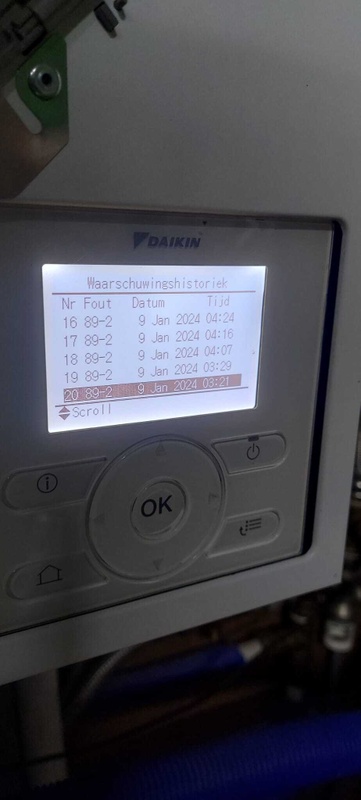 DAIKIN
Waarschuwingshistoriek
Nr Fout Datum Tijd
16 89-2 9 Jan 2024 04:24
17 89-2 9 Jan 2024 04:16
18 89-2 9 Jan 2024 04:07
19 89-2 9 Jan 2024 03:29
20 89-2 9 Jan 2024 03:21
Scroll
OK